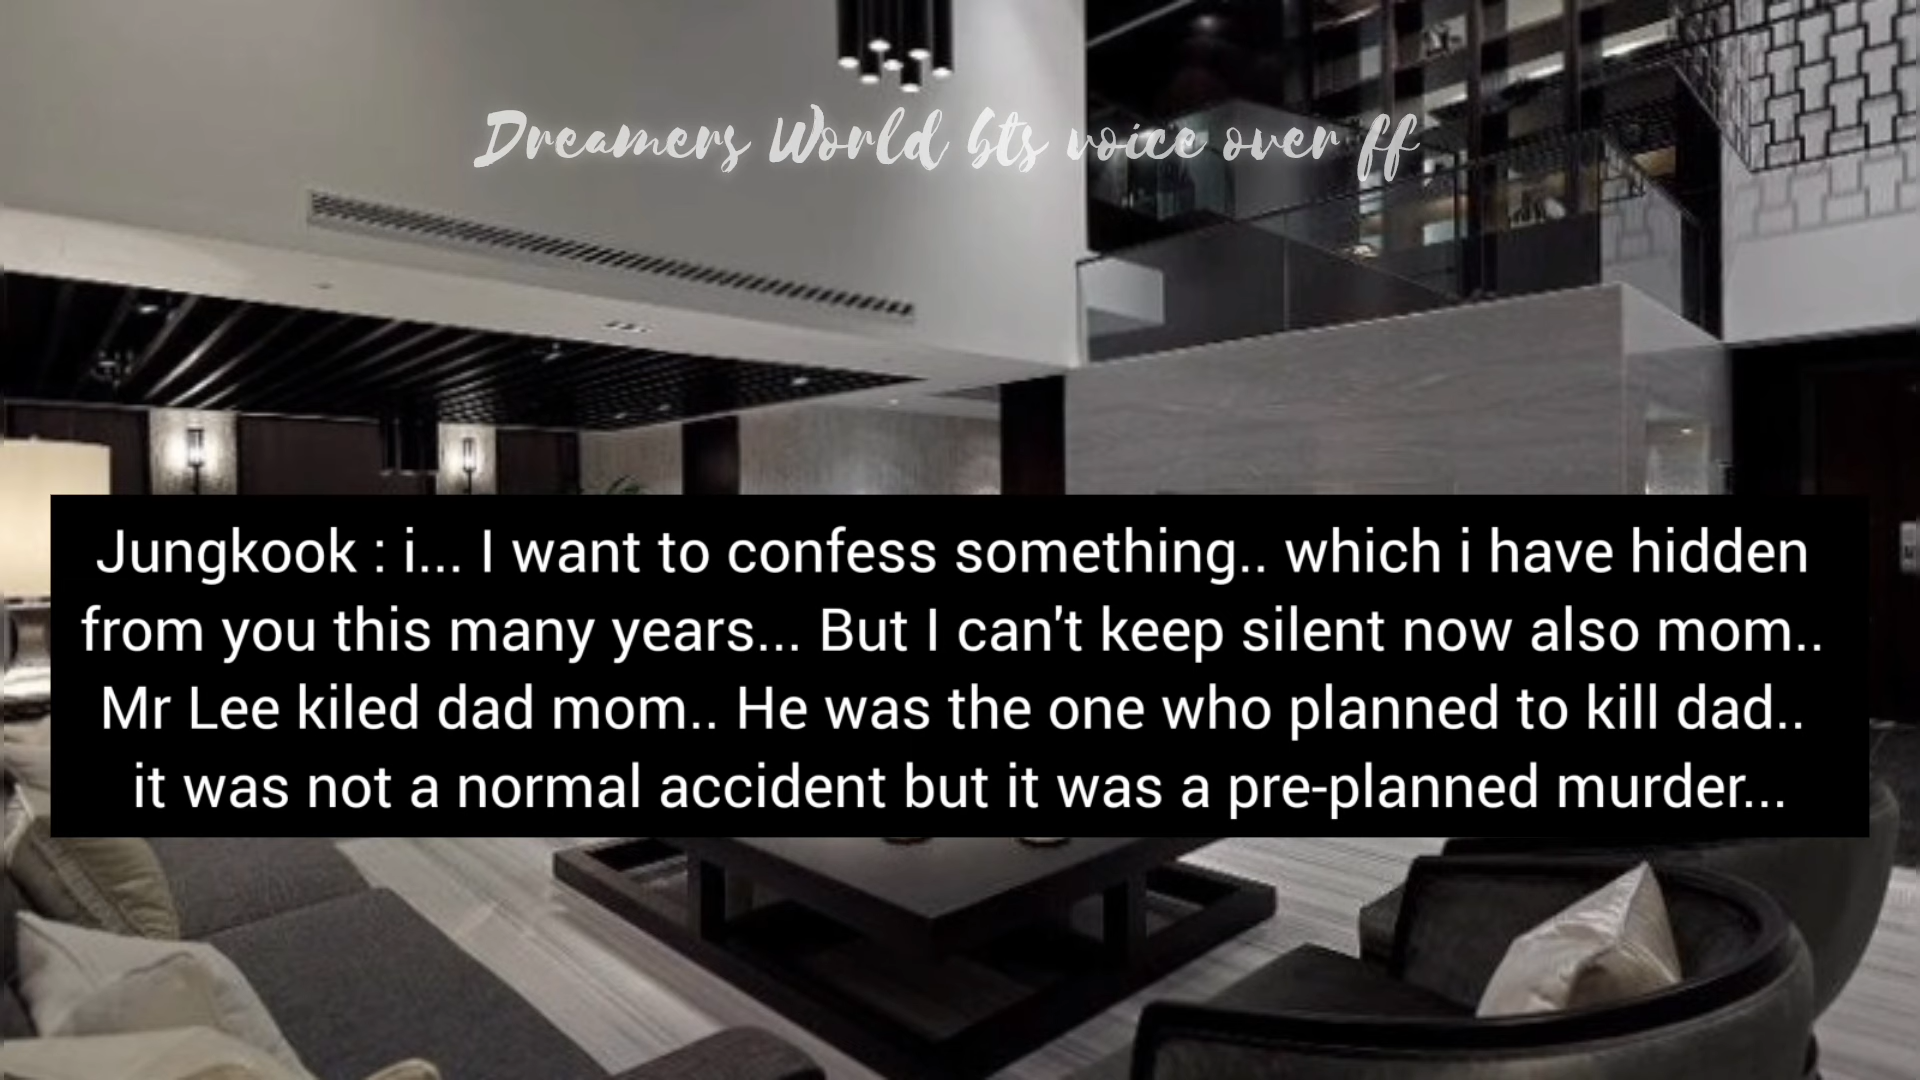 Dreamers World bts voice over ff
Jungkook : i... I want to confess something.. which i have hidden
from you this many years... But I can't keep silent now also mom..
Mr Lee kiled dad mom.. He was the one who planned to kill dad..
it was not a normal accident but it was a pre-planned murder...